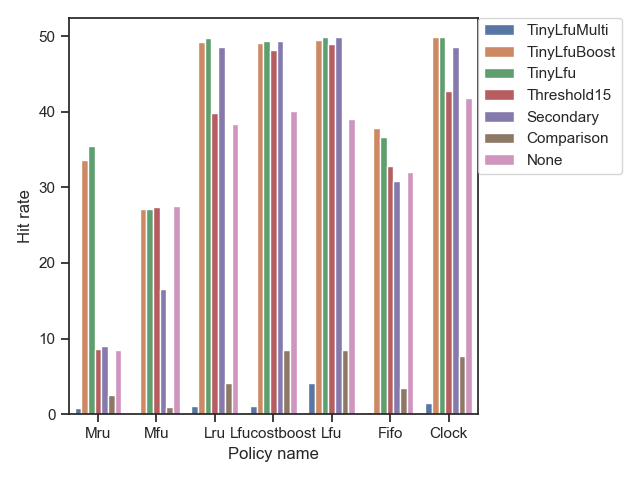 50
40
30
20
10
0
Hit rate
Mru Mfu Lru Lfucostboost Lfu Fifo Clock
Policy name
TinyLfuMulti
TinyLfuBoost
TinyLfu
Threshold15
Secondary
Comparison
None